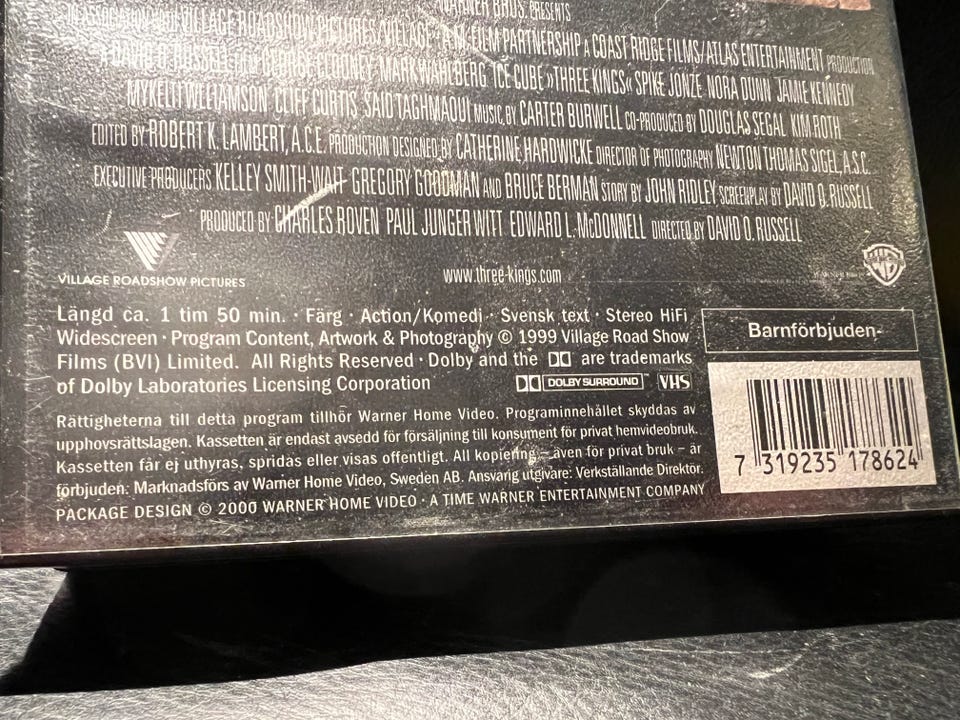 WARNER BROS. PRESENTS
IN ASSOCIATION WITH VILLAGE ROADSHOW PICTURES/VILLAGE - A.M. FILM PARTNERSHIP A COAST RIDGE FILMS/ATLAS ENTERTAINMENT PRODUCTION
A DAVID O. RUSSELL FILM GEORGE CLOONEY MARK WAHLBERG ICE CUBE "THREE KINGS" SPIKE JONZE NORA DUNN JAMIE KENNEDY
MYKELTI WILLIAMSON CLIFF CURTIS SAID TAGHMAOUI MUSIC BY CARTER BURWELL CO-PRODUCED BY DOUGLAS SEGAL KIM ROTH
EDITED BY ROBERT K. LAMBERT, A.C.E. PRODUCTION DESIGNED BY CATHERINE HARDWICKE DIRECTOR OF PHOTOGRAPHY NEWTON THOMAS SIGEL, A.S.C.
EXECUTIVE PRODUCERS KELLEY SMITH-WAIT GREGORY GOODMAN AND BRUCE BERMAN STORY BY JOHN RIDLEY SCREENPLAY BY DAVID O. RUSSELL
PRODUCED BY CHARLES ROVEN PAUL JUNGER WITT EDWARD L. McDONNELL DIRECTED BY DAVID O. RUSSELL
VILLAGE ROADSHOW PICTURES
www.three-kings.com
WB
Längd ca. 1 tim 50 min. · Färg · Action/Komedi · Svensk text · Stereo HiFi
Widescreen · Program Content, Artwork & Photography © 1999 Village Road Show
Films (BVI) Limited. All Rights Reserved · Dolby and the DD are trademarks
of Dolby Laboratories Licensing Corporation
DOLBY SURROUND VHS
Barnförbjuden-
Rättigheterna till detta program tillhör Warner Home Video. Programinnehållet skyddas av
upphovsrättslagen. Kassetten är endast avsedd för försäljning till konsument för privat hemvideobruk.
Kassetten får ej uthyras, spridas eller visas offentligt. All kopiering – även för privat bruk – är
förbjuden. Marknadsförs av Warner Home Video, Sweden AB. Ansvarig utgivare: Verkställande Direktör.
PACKAGE DESIGN © 2000 WARNER HOME VIDEO · A TIME WARNER ENTERTAINMENT COMPANY
7 319235 178624